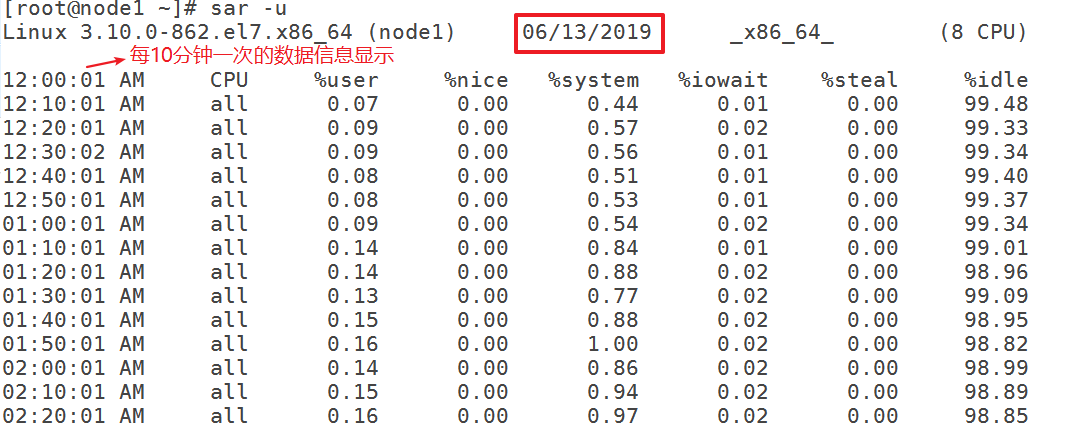 [root@node1 ~]# sar -u
Linux 3.10.0-862.el7.x86_64 (node1) 06/13/2019 _x86_64_ (8 CPU)
每10分钟一次的数据信息显示
12:00:01 AM CPU %user %nice %system %iowait %steal %idle
12:10:01 AM all 0.07 0.00 0.44 0.01 0.00 99.48
12:20:01 AM all 0.09 0.00 0.57 0.02 0.00 99.33
12:30:02 AM all 0.09 0.00 0.56 0.01 0.00 99.34
12:40:01 AM all 0.08 0.00 0.51 0.01 0.00 99.40
12:50:01 AM all 0.08 0.00 0.53 0.01 0.00 99.37
01:00:01 AM all 0.09 0.00 0.54 0.02 0.00 99.34
01:10:01 AM all 0.14 0.00 0.84 0.01 0.00 99.01
01:20:01 AM all 0.14 0.00 0.88 0.02 0.00 98.96
01:30:01 AM all 0.13 0.00 0.77 0.02 0.00 99.09
01:40:01 AM all 0.15 0.00 0.88 0.02 0.00 98.95
01:50:01 AM all 0.16 0.00 1.00 0.02 0.00 98.82
02:00:01 AM all 0.14 0.00 0.86 0.02 0.00 98.99
02:10:01 AM all 0.15 0.00 0.94 0.02 0.00 98.89
02:20:01 AM all 0.16 0.00 0.97 0.02 0.00 98.85